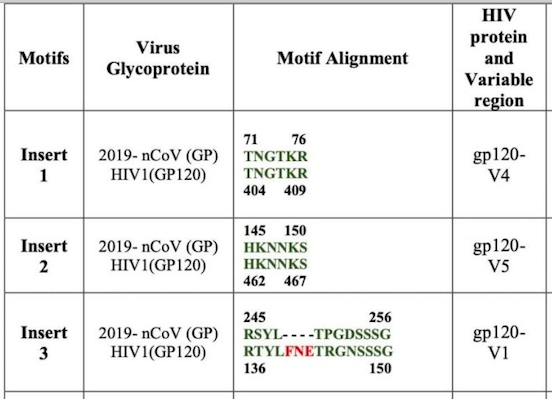 Motifs
Virus
Glycoprotein
Motif Alignment
HIV
protein
and
Variable
region
Insert
1
2019- nCoV (GP)
HIV1(GP120)
71 76
TNGTKR
TNGTKR
404 409
gp120-
V4
Insert
2
2019- nCoV (GP)
HIV1(GP120)
145 150
HKNNKS
HKNNKS
462 467
gp120-
V5
Insert
3
2019- nCoV (GP)
HIV1(GP120)
245 256
RSYL----TPGDSSSG
RTYLFNETRGNSSSG
136 150
gp120-
V1